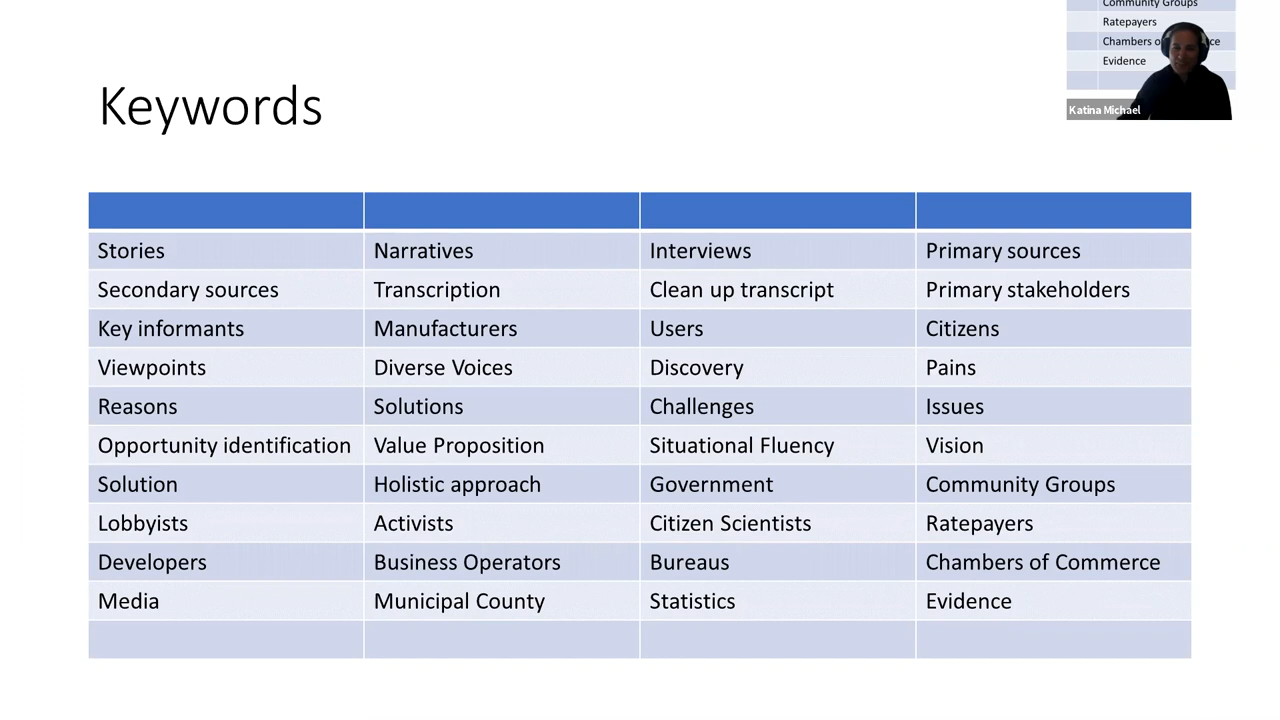 Community Groups
Ratepayers
Chambers o ce
Evidence
Katina Michael
Keywords
Stories Narratives Interviews Primary sources
Secondary sources Transcription Clean up transcript Primary stakeholders
Key informants Manufacturers Users Citizens
Viewpoints Diverse Voices Discovery Pains
Reasons Solutions Challenges Issues
Opportunity identification Value Proposition Situational Fluency Vision
Solution Holistic approach Government Community Groups
Lobbyists Activists Citizen Scientists Ratepayers
Developers Business Operators Bureaus Chambers of Commerce
Media Municipal County Statistics Evidence